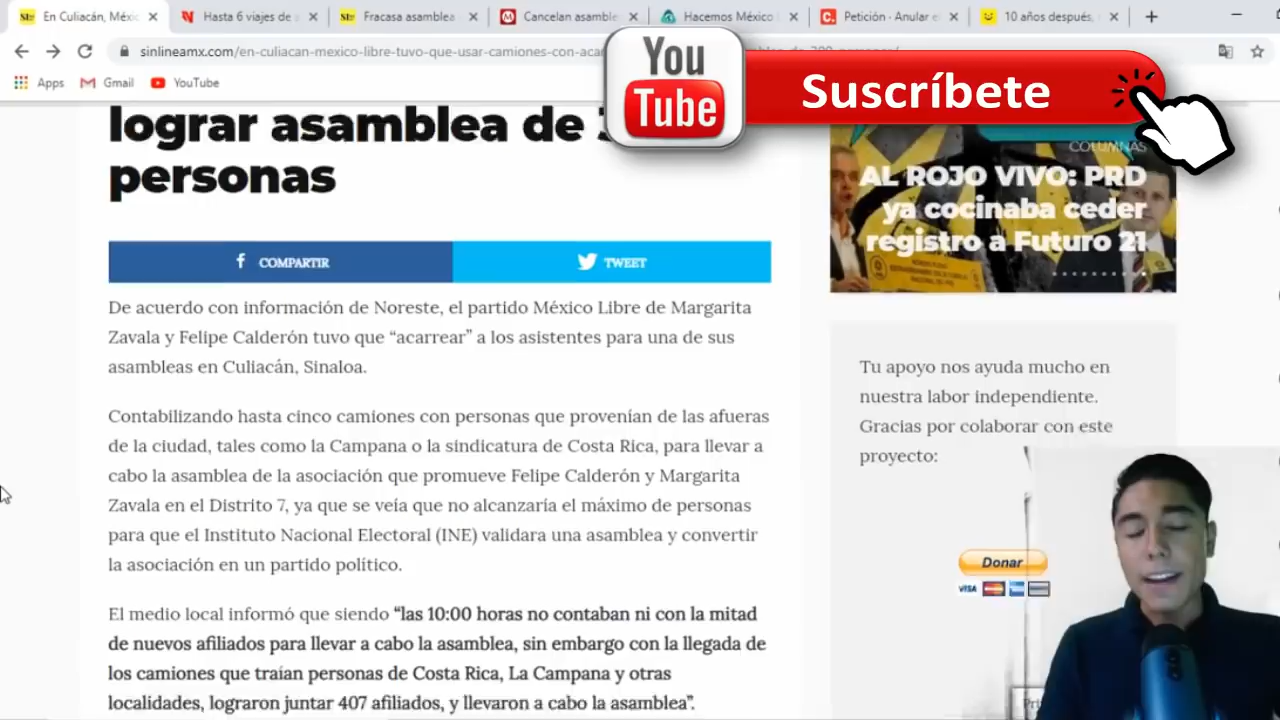 En Culiacán, Méxi
Hasta 6 viajes de a
Fracasa asamblea
Cancelan asamble
Hacemos México
Petición · Anular e
10 años después,
sinlineamx.com/en-culiacan-mexico-libre-tuvo-que-usar-camiones-con-aca
Apps
Gmail
YouTube
You
Tube
Suscríbete
lograr asamblea de
personas
COMPARTIR
TWEET
De acuerdo con información de Noreste, el partido México Libre de Margarita
Zavala y Felipe Calderón tuvo que “acarrear” a los asistentes para una de sus
asambleas en Culiacán, Sinaloa.
Contabilizando hasta cinco camiones con personas que provenían de las afueras
de la ciudad, tales como la Campana o la sindicatura de Costa Rica, para llevar a
cabo la asamblea de la asociación que promueve Felipe Calderón y Margarita
Zavala en el Distrito 7, ya que se veía que no alcanzaría el máximo de personas
para que el Instituto Nacional Electoral (INE) validara una asamblea y convertir
la asociación en un partido político.
El medio local informó que siendo “las 10:00 horas no contaban ni con la mitad
de nuevos afiliados para llevar a cabo la asamblea, sin embargo con la llegada de
los camiones que traían personas de Costa Rica, La Campana y otras
localidades, lograron juntar 407 afiliados, y llevaron a cabo la asamblea”.
COLUMNAS
AL ROJO VIVO: PRD
ya cocinaba ceder
registro a Futuro 21
Tu apoyo nos ayuda mucho en
nuestra labor independiente.
Gracias por colaborar con este
proyecto:
Donar
VISA